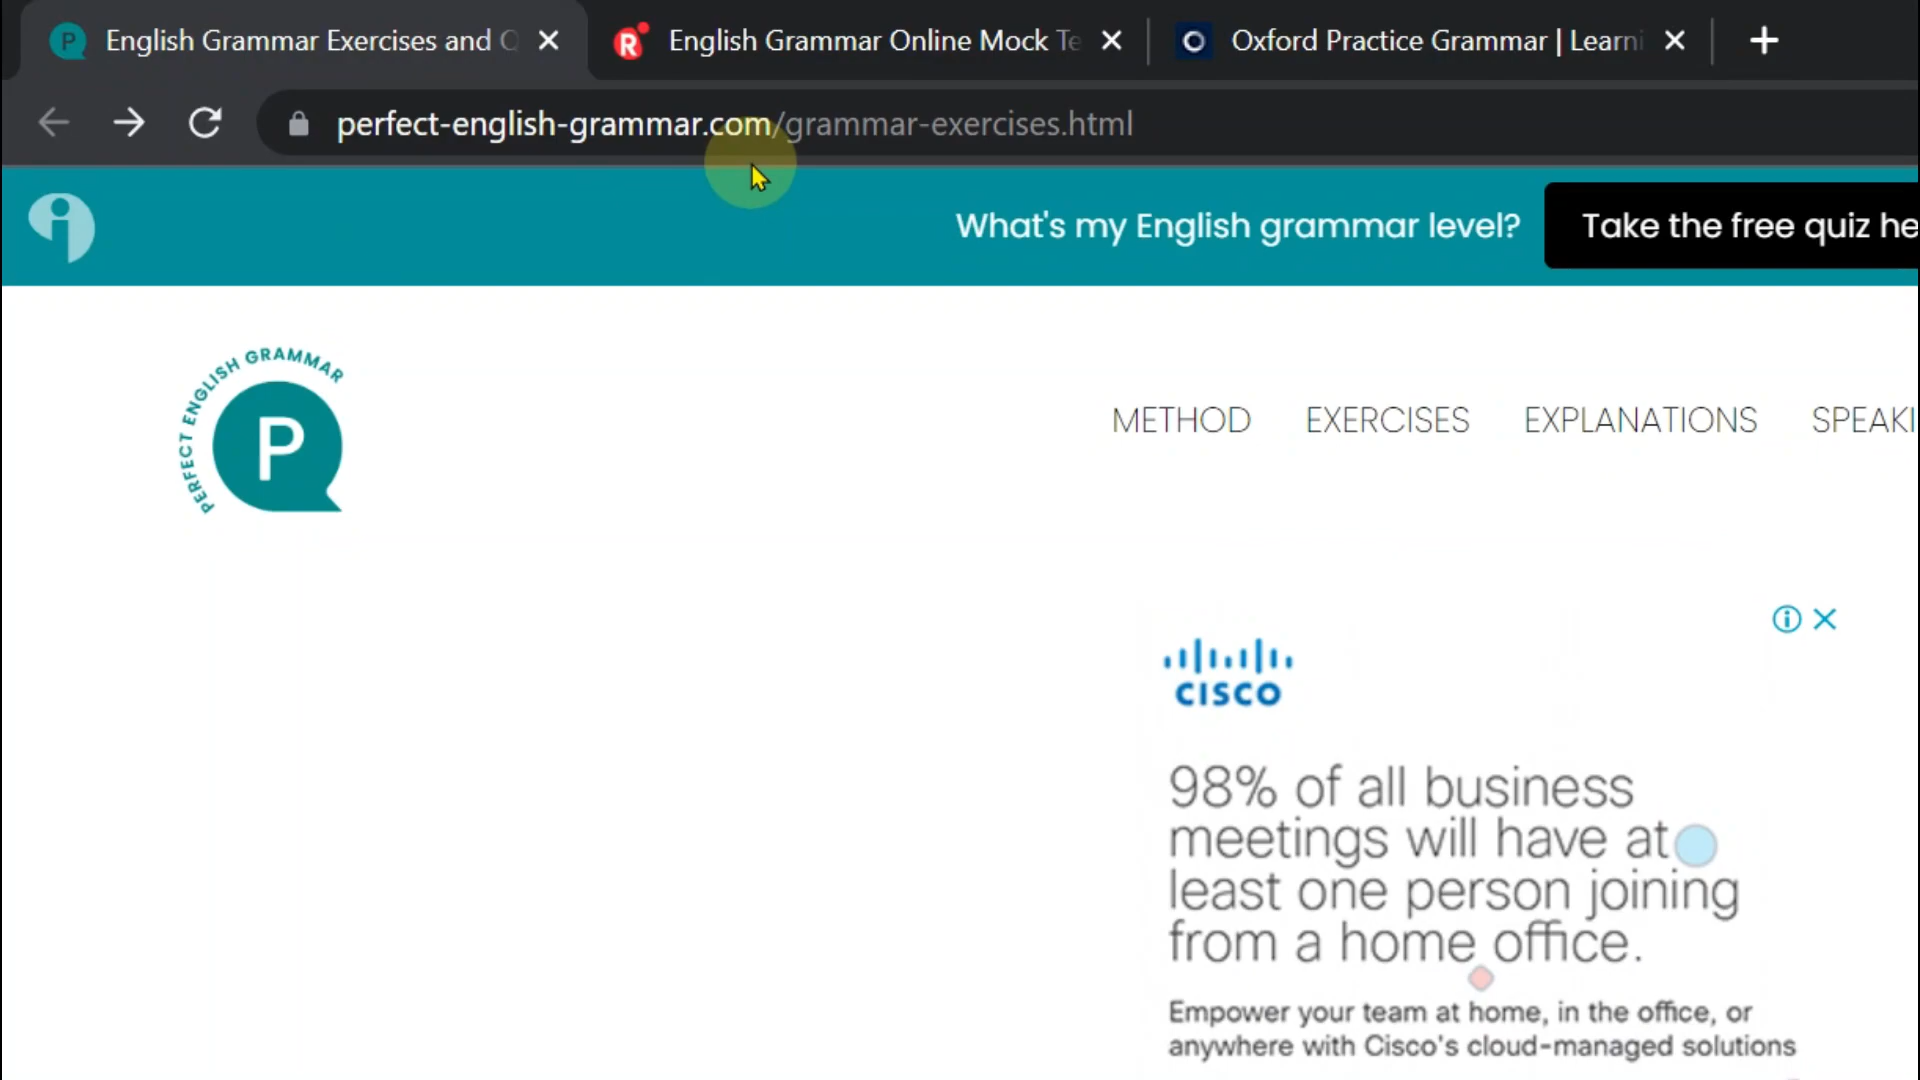 English Grammar Exercises and
English Grammar Online Mock Te
Oxford Practice Grammar | Learni
perfect-english-grammar.com/grammar-exercises.html
What's my English grammar level?
Take the free quiz he
PERFECT ENGLISH GRAMMAR
P
METHOD EXERCISES EXPLANATIONS SPEAKI
CISCO
98% of all business
meetings will have at
least one person joining
from a home office.
Empower your team at home, in the office, or
anywhere with Cisco's cloud-managed solutions